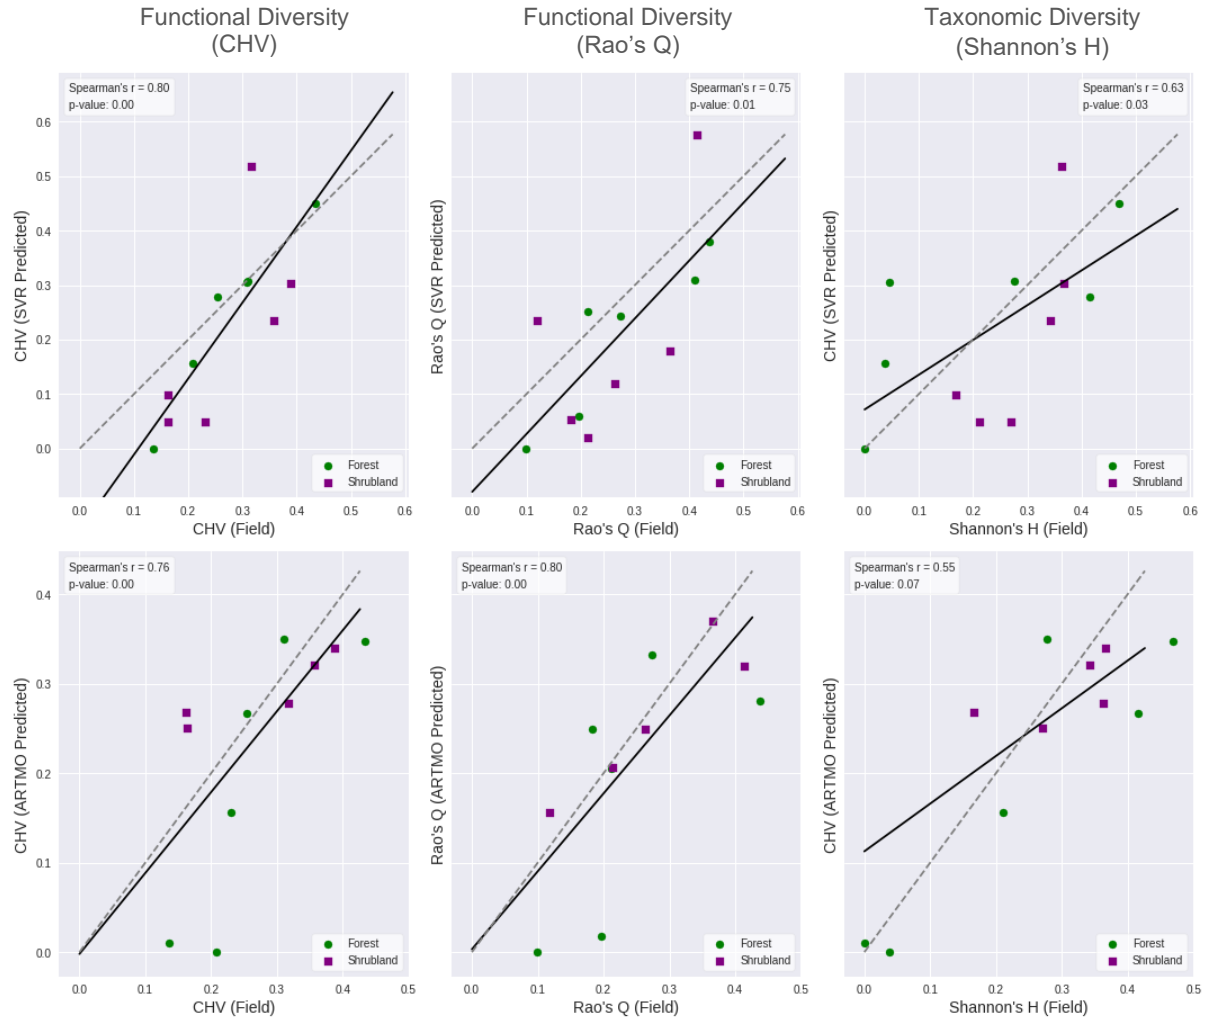 Functional Diversity
(CHV)
Functional Diversity
(Rao's Q)
Taxonomic Diversity
(Shannon's H)
Spearman's r = 0.80
p-value: 0.00
0.6
0.5
0.4
0.3
0.2
0.1
0.0
CHV (SVR Predicted)
Forest
Shrubland
0.0 0.1 0.2 0.3 0.4 0.5 0.6
CHV (Field)
Spearman's r = 0.75
p-value: 0.01
Rao's Q (SVR Predicted)
Forest
Shrubland
0.0 0.1 0.2 0.3 0.4 0.5 0.6
Rao's Q (Field)
Spearman's r = 0.63
p-value: 0.03
CHV (SVR Predicted)
Forest
Shrubland
0.0 0.1 0.2 0.3 0.4 0.5 0.6
Shannon's H (Field)
Spearman's r = 0.76
p-value: 0.00
0.4
0.3
0.2
0.1
0.0
CHV (ARTMO Predicted)
Forest
Shrubland
0.0 0.1 0.2 0.3 0.4 0.5
CHV (Field)
Spearman's r = 0.80
p-value: 0.00
Rao's Q (ARTMO Predicted)
Forest
Shrubland
0.0 0.1 0.2 0.3 0.4 0.5
Rao's Q (Field)
Spearman's r = 0.55
p-value: 0.07
CHV (ARTMO Predicted)
Forest
Shrubland
0.0 0.1 0.2 0.3 0.4 0.5
Shannon's H (Field)